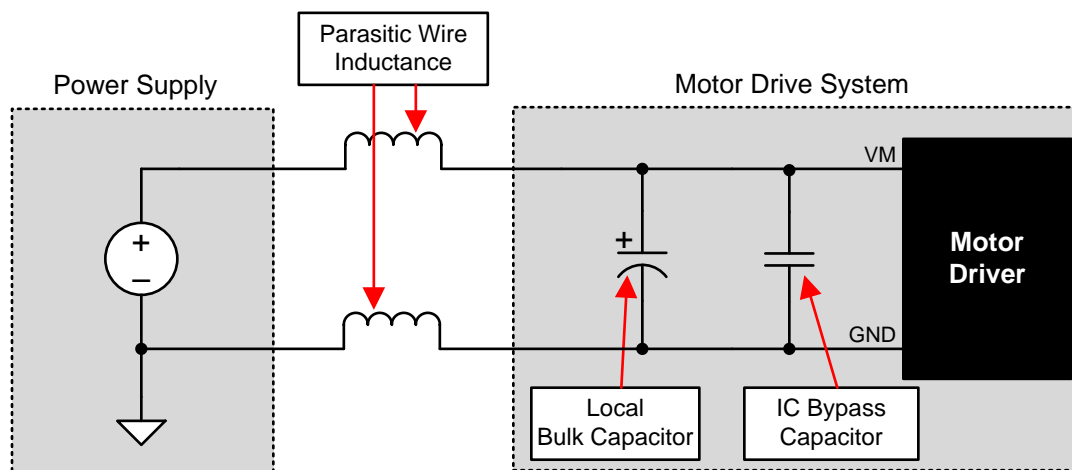 Parasitic Wire
Inductance
Power Supply
Motor Drive System
VM
+
–
+
Motor
Driver
GND
Local
Bulk Capacitor
IC Bypass
Capacitor